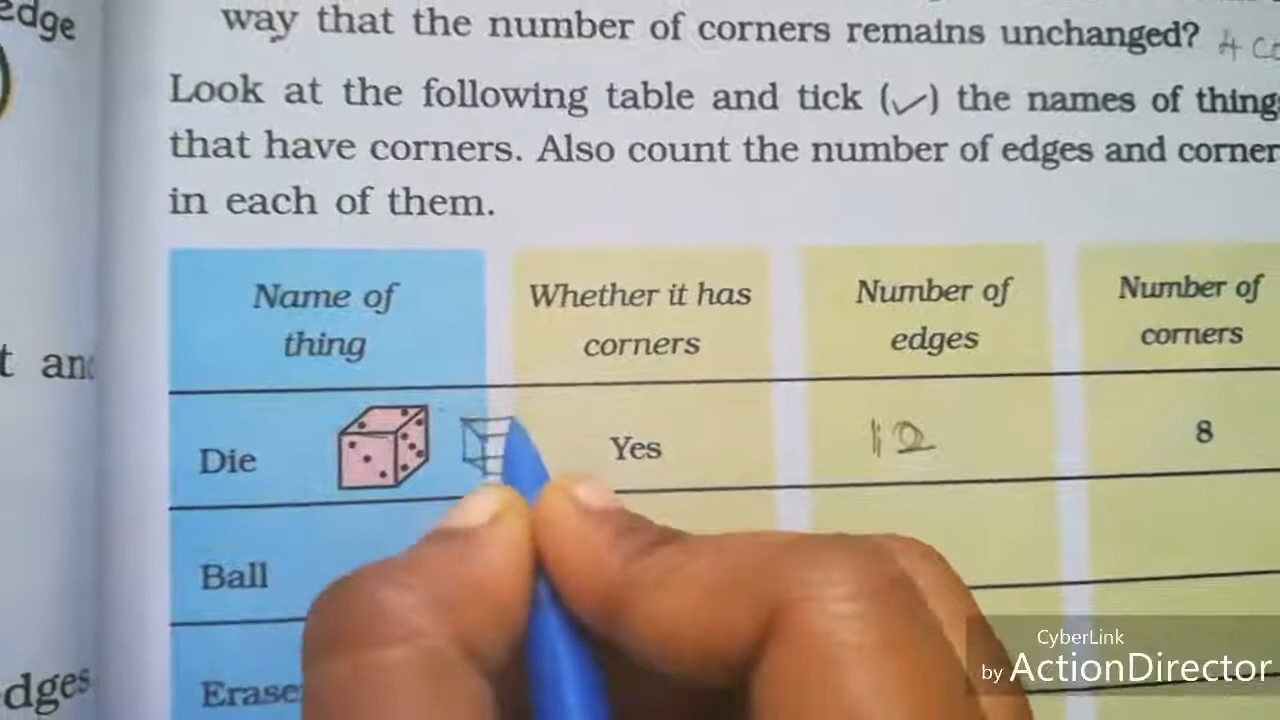 edge
way that the number of corners remains unchanged? 4 co
Look at the following table and tick (✓) the names of thing
that have corners. Also count the number of edges and corner
in each of them.
Name of thing
Whether it has corners
Number of edges
Number of corners
t and
Die
Yes
12
8
Ball
Erase
dges
CyberLink
by ActionDirector